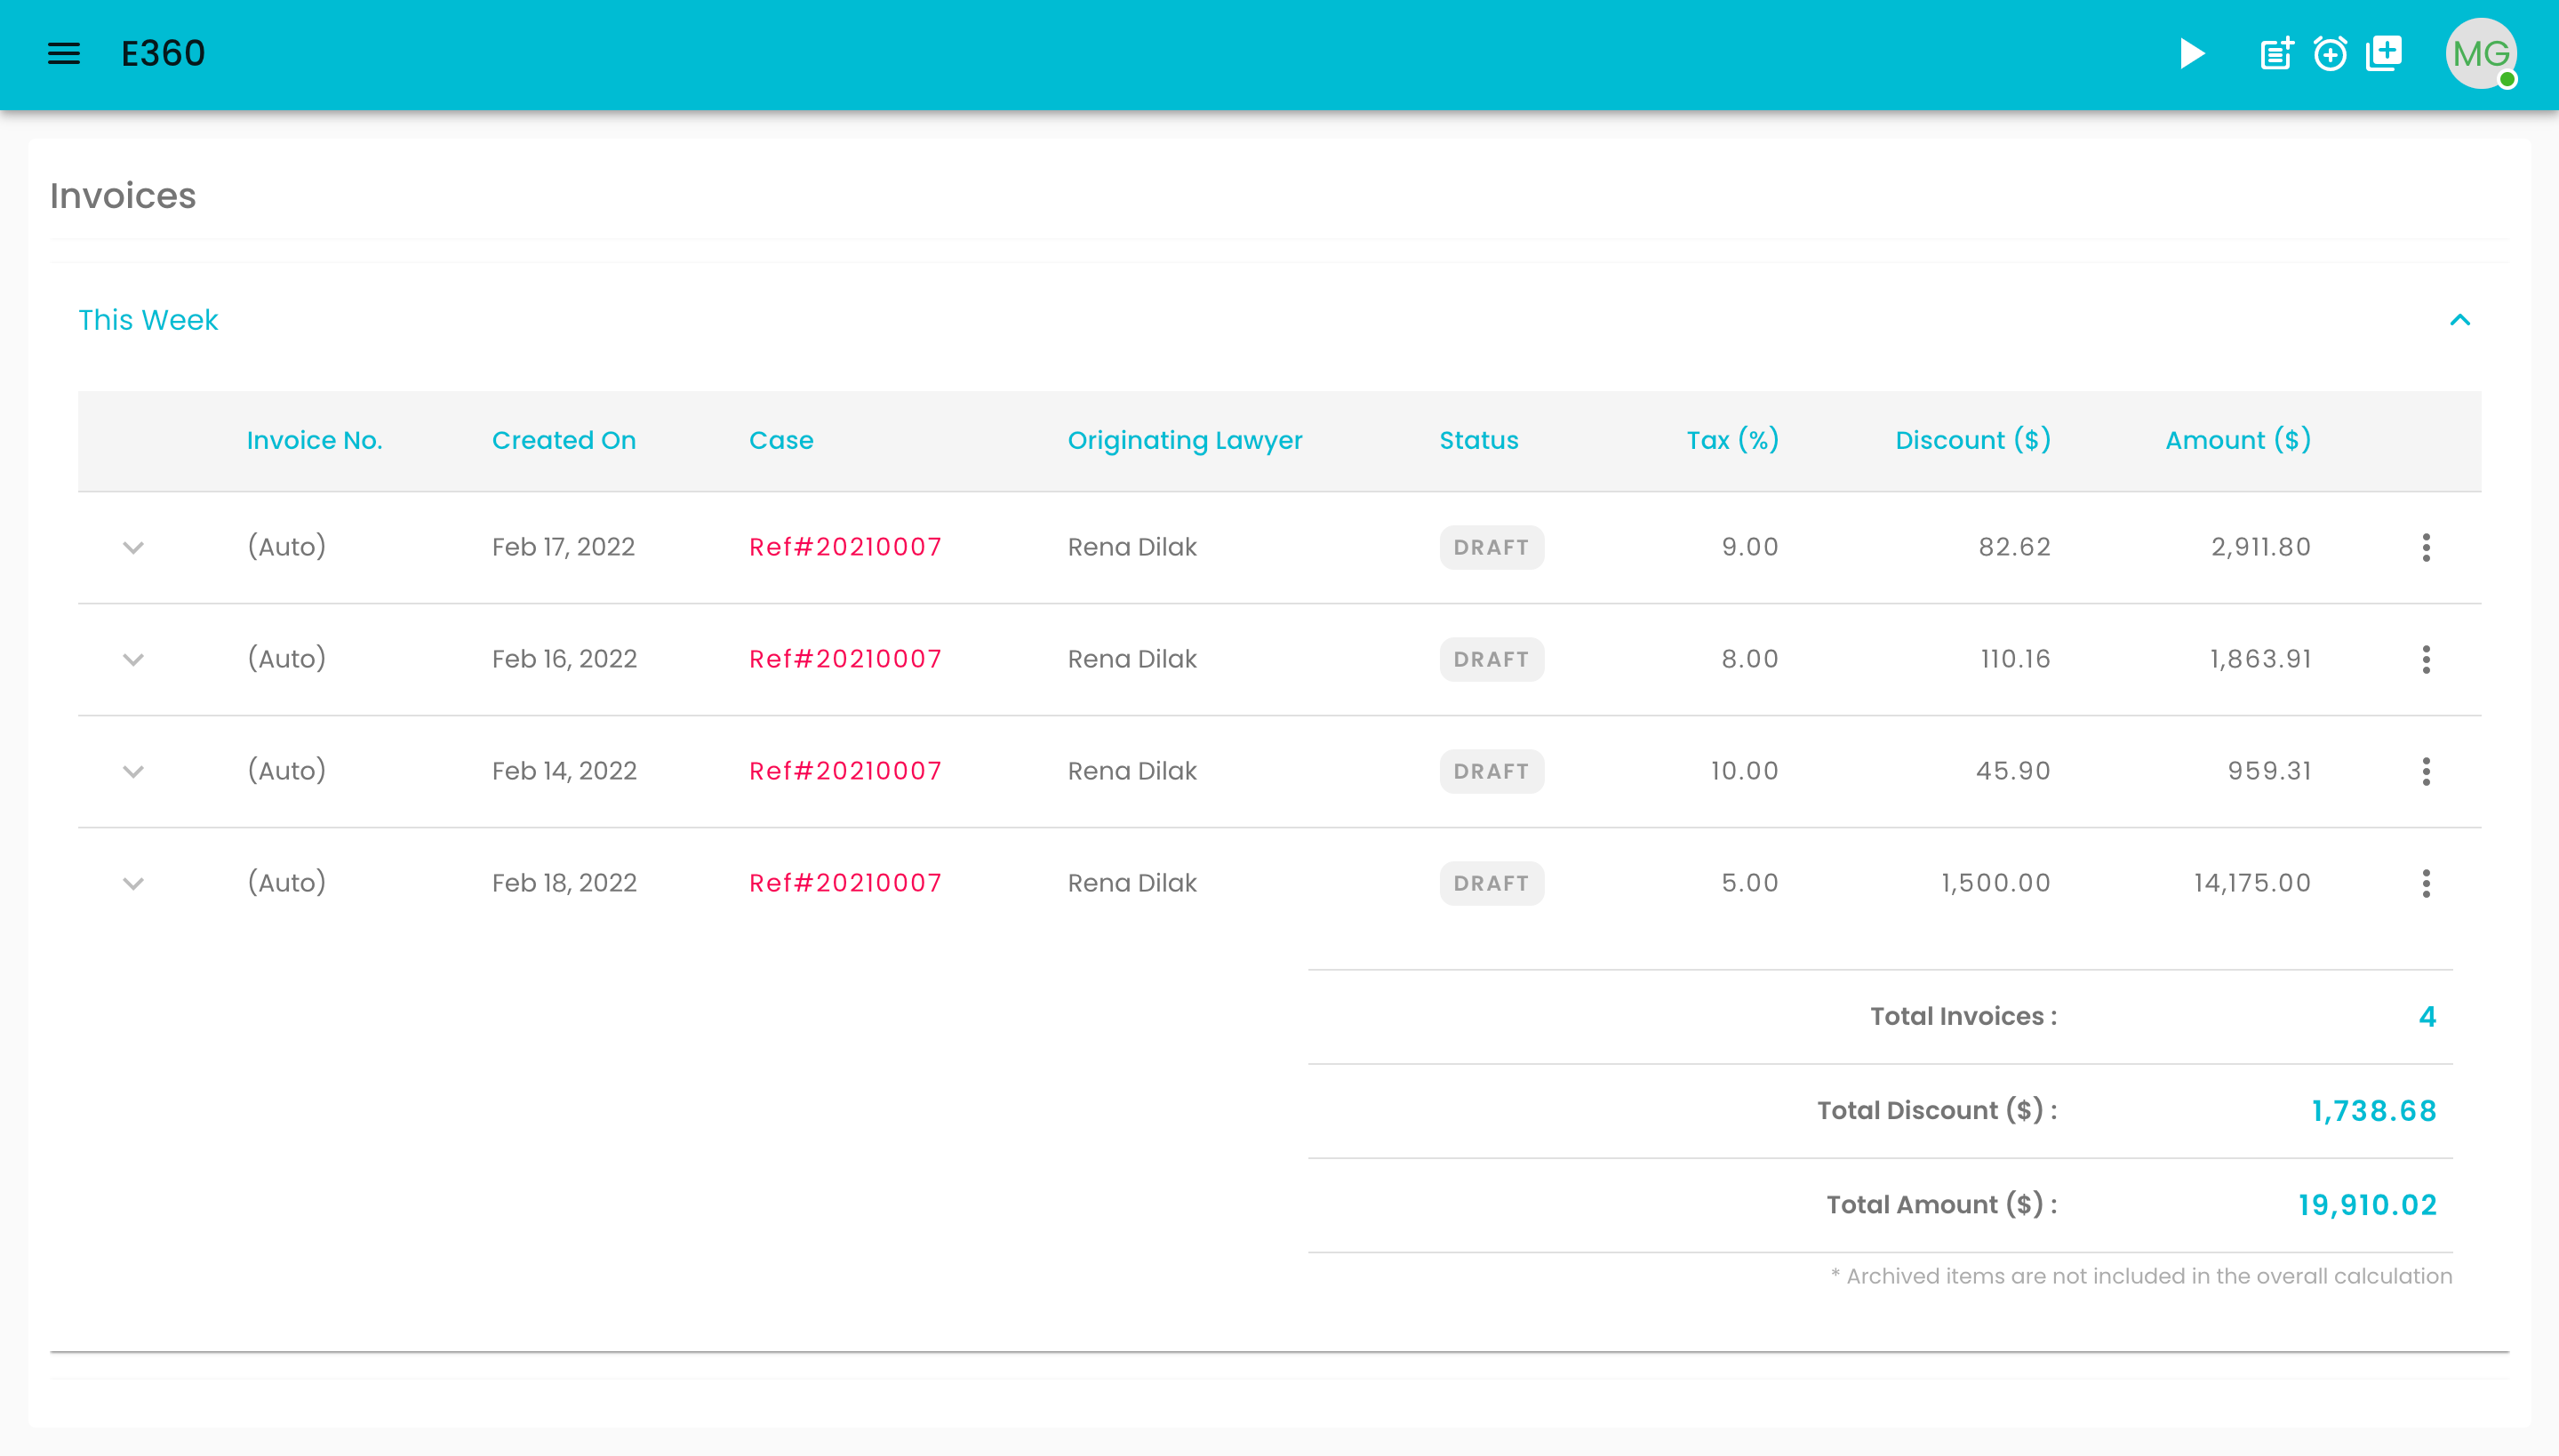 E360
MG
Invoices
This Week
Invoice No. Created On Case Originating Lawyer Status Tax (%) Discount ($) Amount ($)
(Auto) Feb 17, 2022 Ref#20210007 Rena Dilak DRAFT 9.00 82.62 2,911.80
(Auto) Feb 16, 2022 Ref#20210007 Rena Dilak DRAFT 8.00 110.16 1,863.91
(Auto) Feb 14, 2022 Ref#20210007 Rena Dilak DRAFT 10.00 45.90 959.31
(Auto) Feb 18, 2022 Ref#20210007 Rena Dilak DRAFT 5.00 1,500.00 14,175.00
Total Invoices : 4
Total Discount ($) : 1,738.68
Total Amount ($) : 19,910.02
* Archived items are not included in the overall calculation